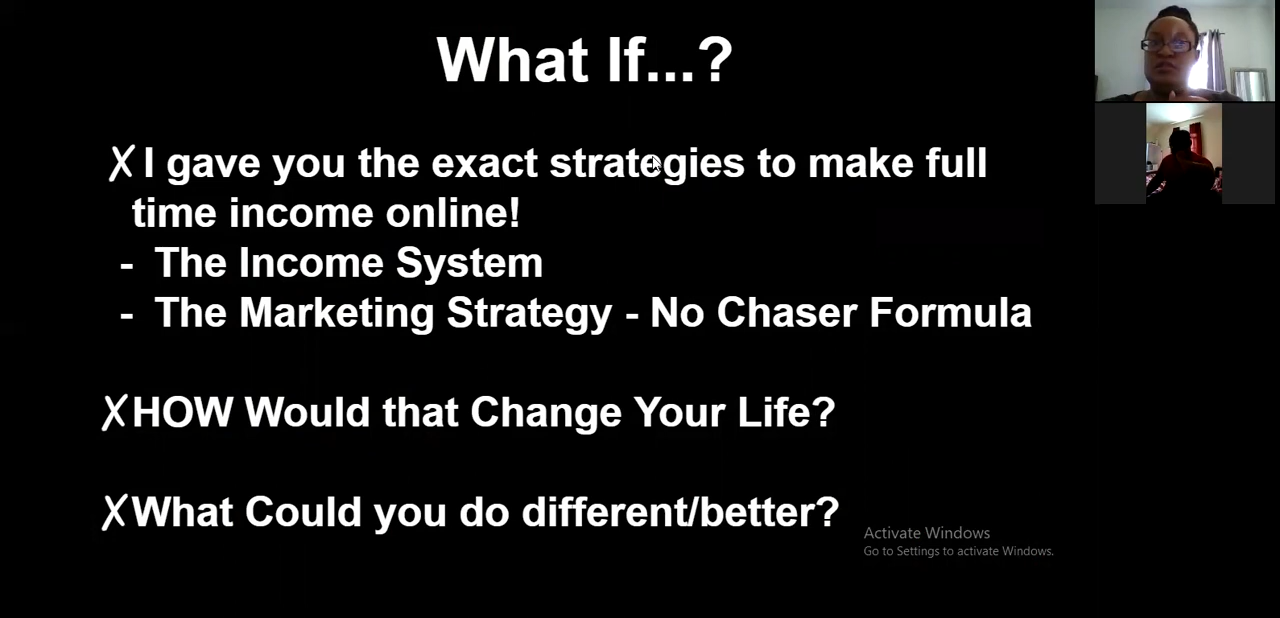 What If...?
✗ I gave you the exact strategies to make full
time income online!
- The Income System
- The Marketing Strategy - No Chaser Formula
✗HOW Would that Change Your Life?
✗What Could you do different/better?
Activate Windows
Go to Settings to activate Windows.